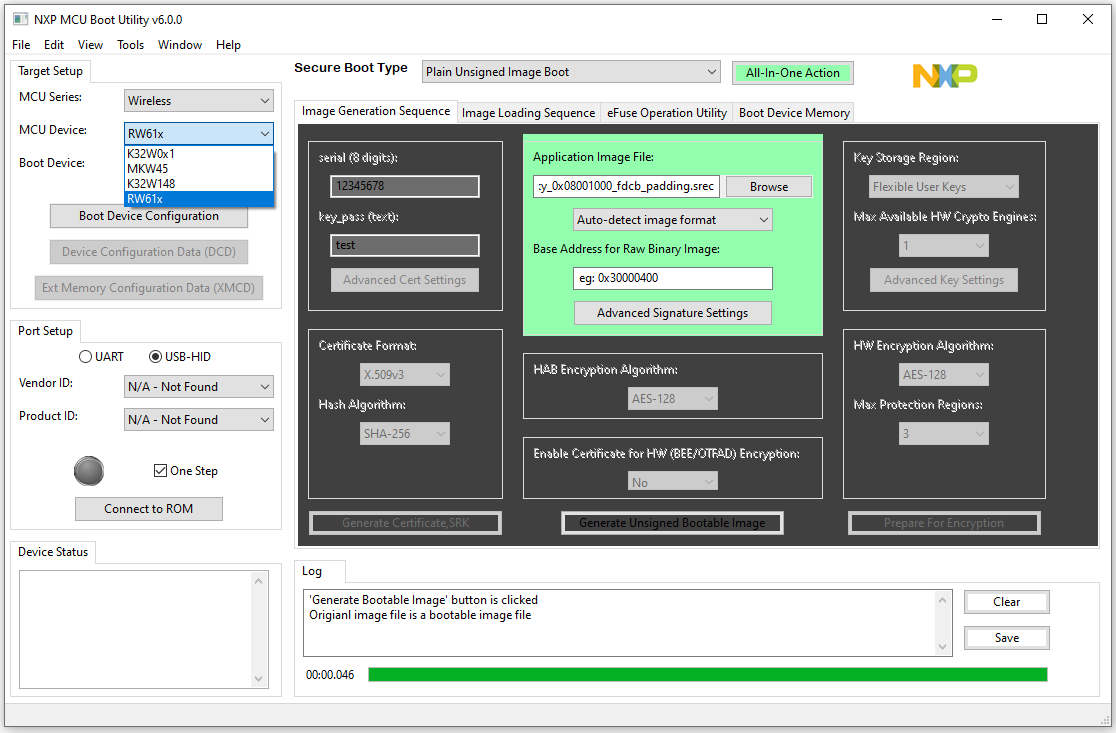 NXP MCU Boot Utility v6.0.0
File Edit View Tools Window Help
Target Setup
MCU Series: Wireless
MCU Device: RW61x
K32W0x1
MKW45
Boot Device:
K32W148
RW61x
Boot Device Configuration
Device Configuration Data (DCD)
Ext Memory Configuration Data (XMCD)
Port Setup
UART USB-HID
Vendor ID: N/A - Not Found
Product ID: N/A - Not Found
One Step
Connect to ROM
Device Status
Secure Boot Type Plain Unsigned Image Boot All-In-One Action
NXP
Image Generation Sequence Image Loading Sequence eFuse Operation Utility Boot Device Memory
serial (8 digits):
12345678
key_pass (text):
test
Advanced Cert Settings
Application Image File:
:y_0x08001000_fdcb_padding.srec Browse
Auto-detect image format
Base Address for Raw Binary Image:
eg: 0x30000400
Advanced Signature Settings
Key Storage Region:
Flexible User Keys
Max Available HW Crypto Engines:
1
Advanced Key Settings
Certificate Format:
X.509v3
Hash Algorithm:
SHA-256
HAB Encryption Algorithm:
AES-128
Enable Certificate for HW (BEE/OTFAD) Encryption:
No
HW Encryption Algorithm:
AES-128
Max Protection Regions:
3
Generate Certificate,SRK
Generate Unsigned Bootable Image
Prepare For Encryption
Log
'Generate Bootable Image' button is clicked
Origianl image file is a bootable image file
Clear
Save
00:00.046